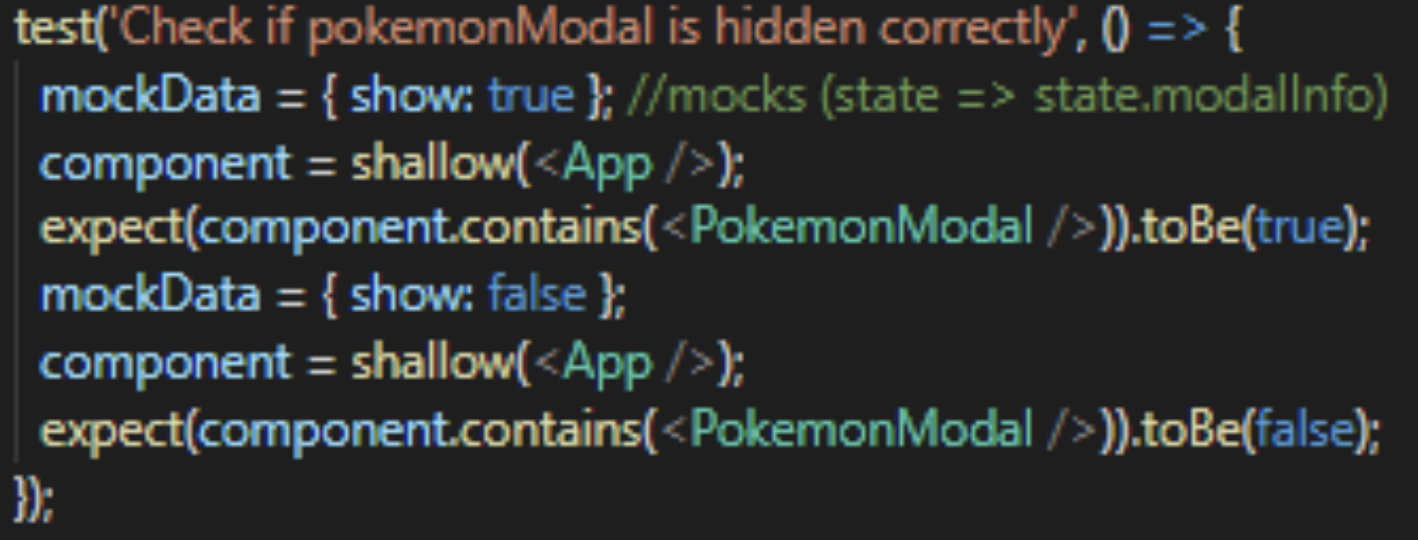 test('Check if pokemonModal is hidden correctly', () => {
mockData = { show: true }; //mocks (state => state.modalInfo)
component = shallow(<App />);
expect(component.contains(<PokemonModal />)).toBe(true);
mockData = { show: false };
component = shallow(<App />);
expect(component.contains(<PokemonModal />)).toBe(false);
});